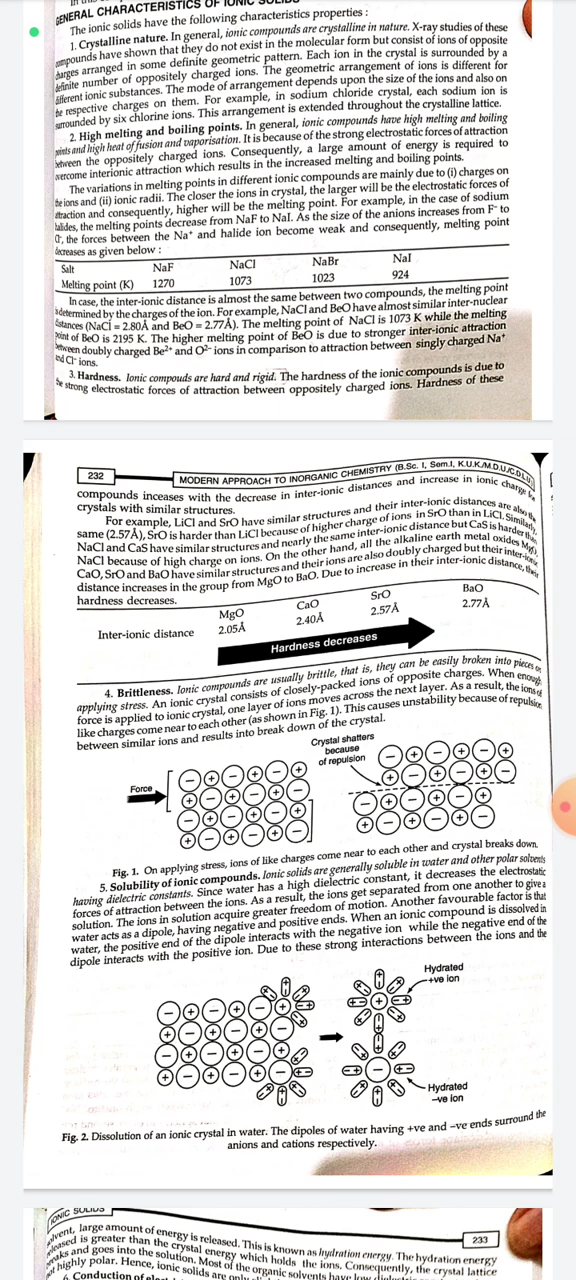 GENERAL CHARACTERISTICS OF IONIC SOLIDS
The ionic solids have the following characteristics properties :
1. Crystalline nature. In general, ionic compounds are crystalline in nature. X-ray studies of these
compounds have shown that they do not exist in the molecular form but consist of ions of opposite
charges arranged in some definite geometric pattern. Each ion in the crystal is surrounded by a
definite number of oppositely charged ions. The geometric arrangement of ions is different for
different ionic substances. The mode of arrangement depends upon the size of the ions and also on
the respective charges on them. For example, in sodium chloride crystal, each sodium ion is
surrounded by six chlorine ions. This arrangement is extended throughout the crystalline lattice.
2. High melting and boiling points. In general, ionic compounds have high melting and boiling
points and high heat of fusion and vaporisation. It is because of the strong electrostatic forces of attraction
between the oppositely charged ions. Consequently, a large amount of energy is required to
overcome interionic attraction which results in the increased melting and boiling points.
The variations in melting points in different ionic compounds are mainly due to (i) charges on
the ions and (ii) ionic radii. The closer the ions in crystal, the larger will be the electrostatic forces of
attraction and consequently, higher will be the melting point. For example, in the case of sodium
halides, the melting points decrease from NaF to NaI. As the size of the anions increases from F⁻ to
the forces between the Na⁺ and halide ion become weak and consequently, melting point
decreases as given below :
Salt NaF NaCl NaBr NaI
Melting point (K) 1270 1073 1023 924
In case, the inter-ionic distance is almost the same between two compounds, the melting point
is determined by the charges of the ion. For example, NaCl and BeO have almost similar inter-nuclear
distances (NaCl = 2.80Å and BeO = 2.77Å). The melting point of NaCl is 1073 K while the melting
point of BeO is 2195 K. The higher melting point of BeO is due to stronger inter-ionic attraction
between doubly charged Be²⁺ and O²⁻ ions in comparison to attraction between singly charged Na⁺
and Cl⁻ ions.
3. Hardness. Ionic compouds are hard and rigid. The hardness of the ionic compounds is due to
the strong electrostatic forces of attraction between oppositely charged ions. Hardness of these
232
MODERN APPROACH TO INORGANIC CHEMISTRY (B.Sc. I, Sem.I, K.U.K/M.D.U./C.D.L.U.)
compounds inceases with the decrease in inter-ionic distances and increase in ionic charge for
crystals with similar structures.
For example, LiCl and SrO have similar structures and their inter-ionic distances are also the
same (2.57Å), SrO is harder than LiCl because of higher charge of ions in SrO than in LiCl. Similarly,
NaCl and CaS have similar structures and nearly the same inter-ionic distance but CaS is harder than
NaCl because of high charge on ions. On the other hand, all the alkaline earth metal oxides MgO,
CaO, SrO and BaO have similar structures and their ions are also doubly charged but their inter-ionic
distance increases in the group from MgO to BaO. Due to increase in their inter-ionic distance, their
hardness decreases.
MgO CaO SrO BaO
Inter-ionic distance 2.05Å 2.40Å 2.57Å 2.77Å
Hardness decreases
4. Brittleness. Ionic compounds are usually brittle, that is, they can be easily broken into pieces on
applying stress. An ionic crystal consists of closely-packed ions of opposite charges. When enough
force is applied to ionic crystal, one layer of ions moves across the next layer. As a result, the ions of
like charges come near to each other (as shown in Fig. 1). This causes unstability because of repulsion
between similar ions and results into break down of the crystal.
Force
Crystal shatters
because
of repulsion
Fig. 1. On applying stress, ions of like charges come near to each other and crystal breaks down.
5. Solubility of ionic compounds. Ionic solids are generally soluble in water and other polar solvents
having dielectric constants. Since water has a high dielectric constant, it decreases the electrostatic
forces of attraction between the ions. As a result, the ions get separated from one another to give a
solution. The ions in solution acquire greater freedom of motion. Another favourable factor is that
water acts as a dipole, having negative and positive ends. When an ionic compound is dissolved in
water, the positive end of the dipole interacts with the negative ion while the negative end of the
dipole interacts with the positive ion. Due to these strong interactions between the ions and the
Hydrated
+ve ion
Hydrated
–ve ion
Fig. 2. Dissolution of an ionic crystal in water. The dipoles of water having +ve and –ve ends surround the
anions and cations respectively.
IONIC SOLIDS
233
solvent, large amount of energy is released. This is known as hydration energy. The hydration energy
released is greater than the crystal energy which holds the ions. Consequently, the crystal lattice
breaks and goes into the solution. Most of the organic solvents have low
highly polar. Hence, ionic solids are
6. Conduction of